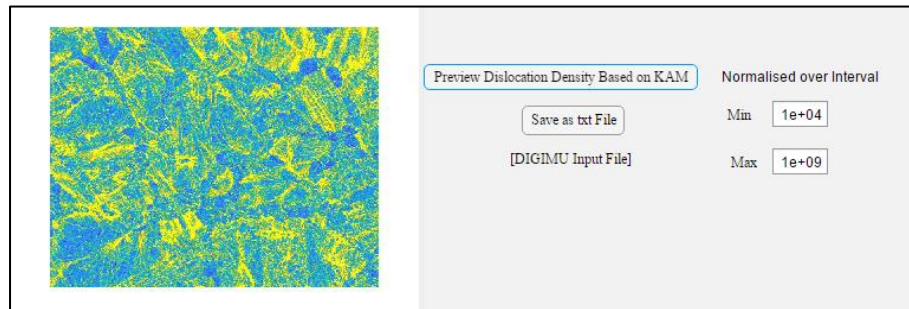 Preview Dislocation Density Based on KAM
Normalised over Interval
Save as txt File
Min 1e+04
[DIGIMU Input File]
Max 1e+09